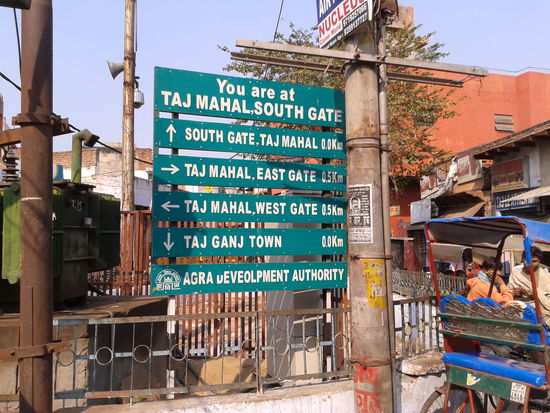 NUCLEUS
You are at
TAJ MAHAL.SOUTH GATE
↑ SOUTH GATE.TAJ MAHAL 0.0Km
→ TAJ MAHAL, EAST GATE 0.5Km
← TAJ MAHAL,WEST GATE 0.5Km
↓ TAJ GANJ TOWN 0.0Km
AGRA DEVEOLPMENT AUTHORITY